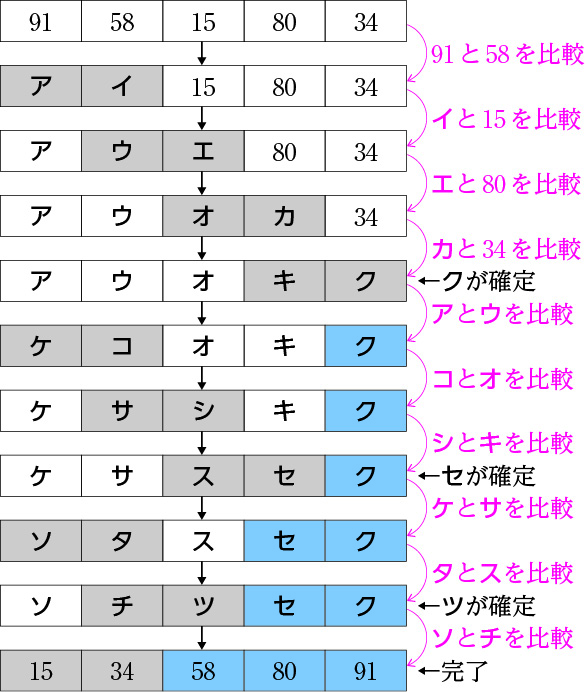 91 58 15 80 34
91と58を比較
ア イ 15 80 34
イと15を比較
ア ウ エ 80 34
エと80を比較
ア ウ オ カ 34
カと34を比較
ア ウ オ キ ク ←クが確定
アとウを比較
ケ コ オ キ ク
コとオを比較
ケ サ シ キ ク
シとキを比較
ケ サ ス セ ク ←セが確定
ケとサを比較
ソ タ ス セ ク
タとスを比較
ソ チ ツ セ ク ←ツが確定
ソとチを比較
15 34 58 80 91 ←完了